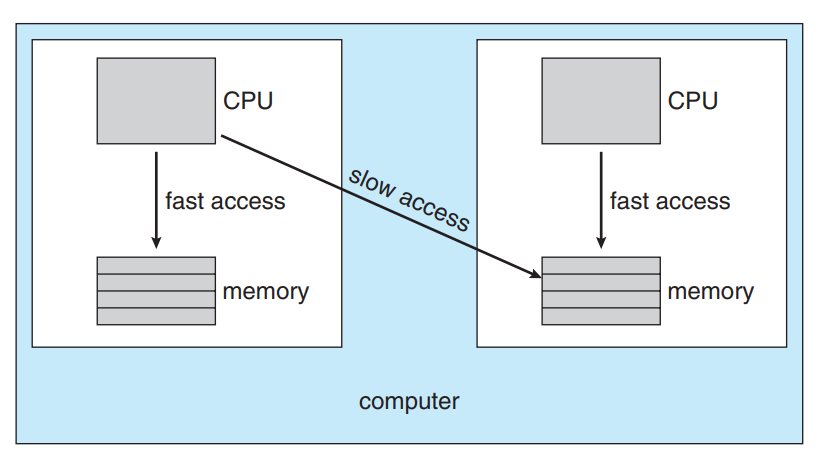 CPU
CPU
slow access
fast access
fast access
memory
memory
computer